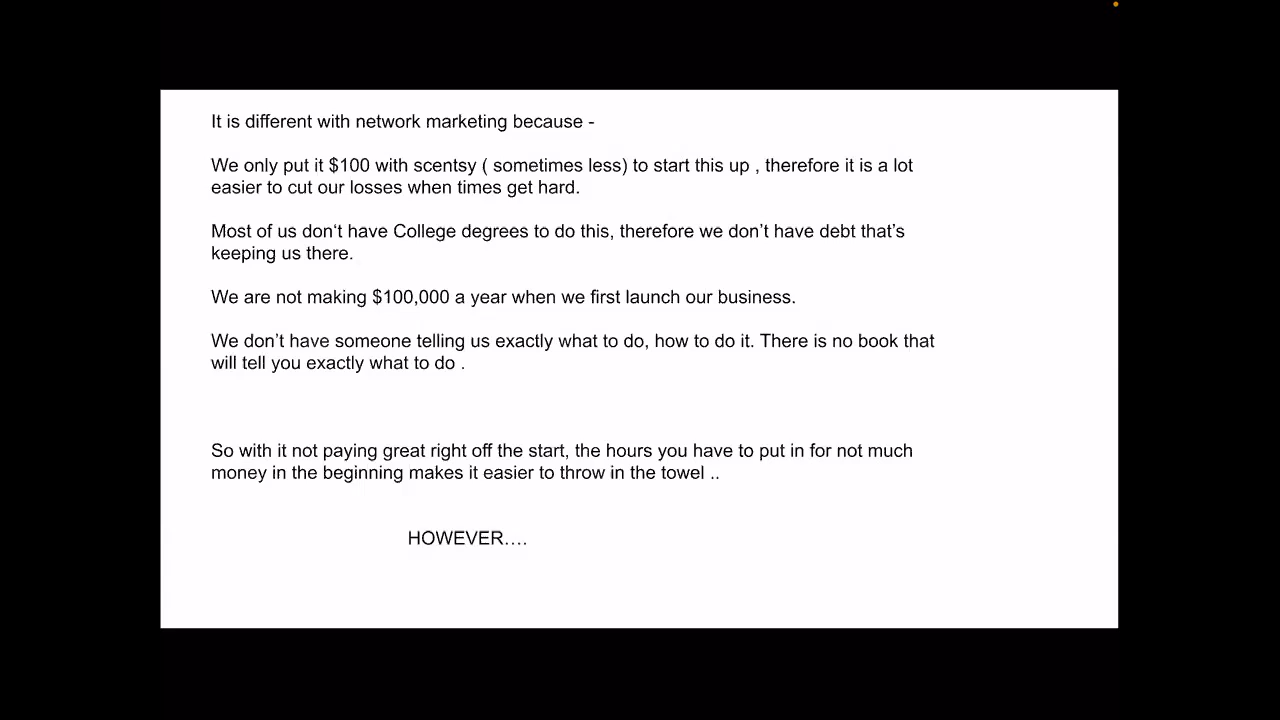 It is different with network marketing because -
We only put it $100 with scentsy ( sometimes less) to start this up , therefore it is a lot
easier to cut our losses when times get hard.
Most of us don‘t have College degrees to do this, therefore we don’t have debt that’s
keeping us there.
We are not making $100,000 a year when we first launch our business.
We don’t have someone telling us exactly what to do, how to do it. There is no book that
will tell you exactly what to do .
So with it not paying great right off the start, the hours you have to put in for not much
money in the beginning makes it easier to throw in the towel ..
HOWEVER….